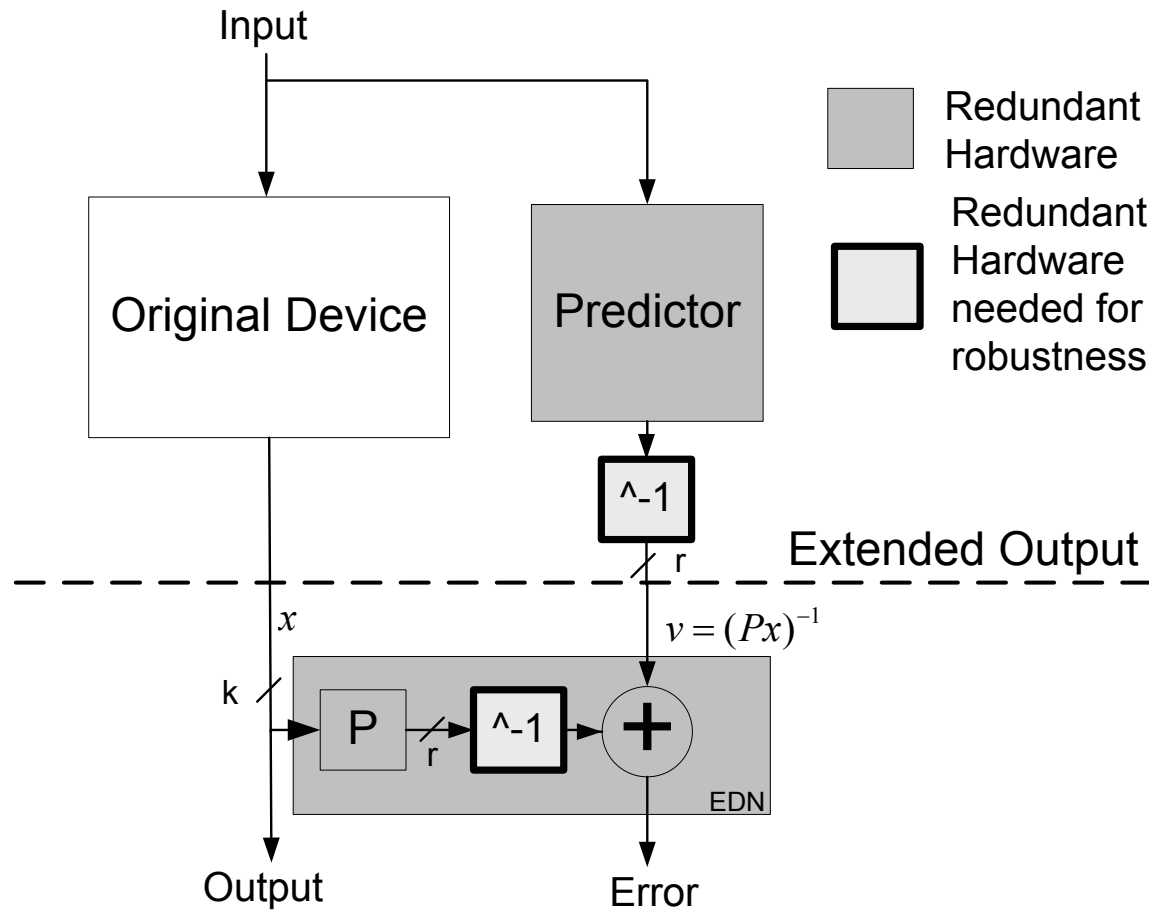 Input
Redundant
Hardware
Redundant
Hardware
needed for
robustness
Original Device
Predictor
^-1
r
Extended Output
x
v = (Px)^{-1}
k
P
r
^-1
+
EDN
Output
Error